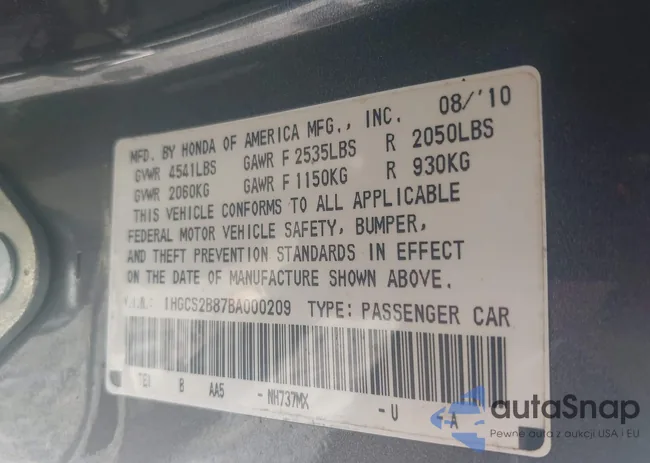 MFD. BY HONDA OF AMERICA MFG., INC. 08/'10
GVWR 4541LBS GAWR F 2535LBS R 2050LBS
GVWR 2060KG GAWR F 1150KG R 930KG
THIS VEHICLE CONFORMS TO ALL APPLICABLE
FEDERAL MOTOR VEHICLE SAFETY, BUMPER,
AND THEFT PREVENTION STANDARDS IN EFFECT
ON THE DATE OF MANUFACTURE SHOWN ABOVE.
V.I.N.: 1HGCS2B87BA000209 TYPE: PASSENGER CAR
B AA5 - NH737MX - U - A
autaSnap
Pewne auta z aukcji USA i EU